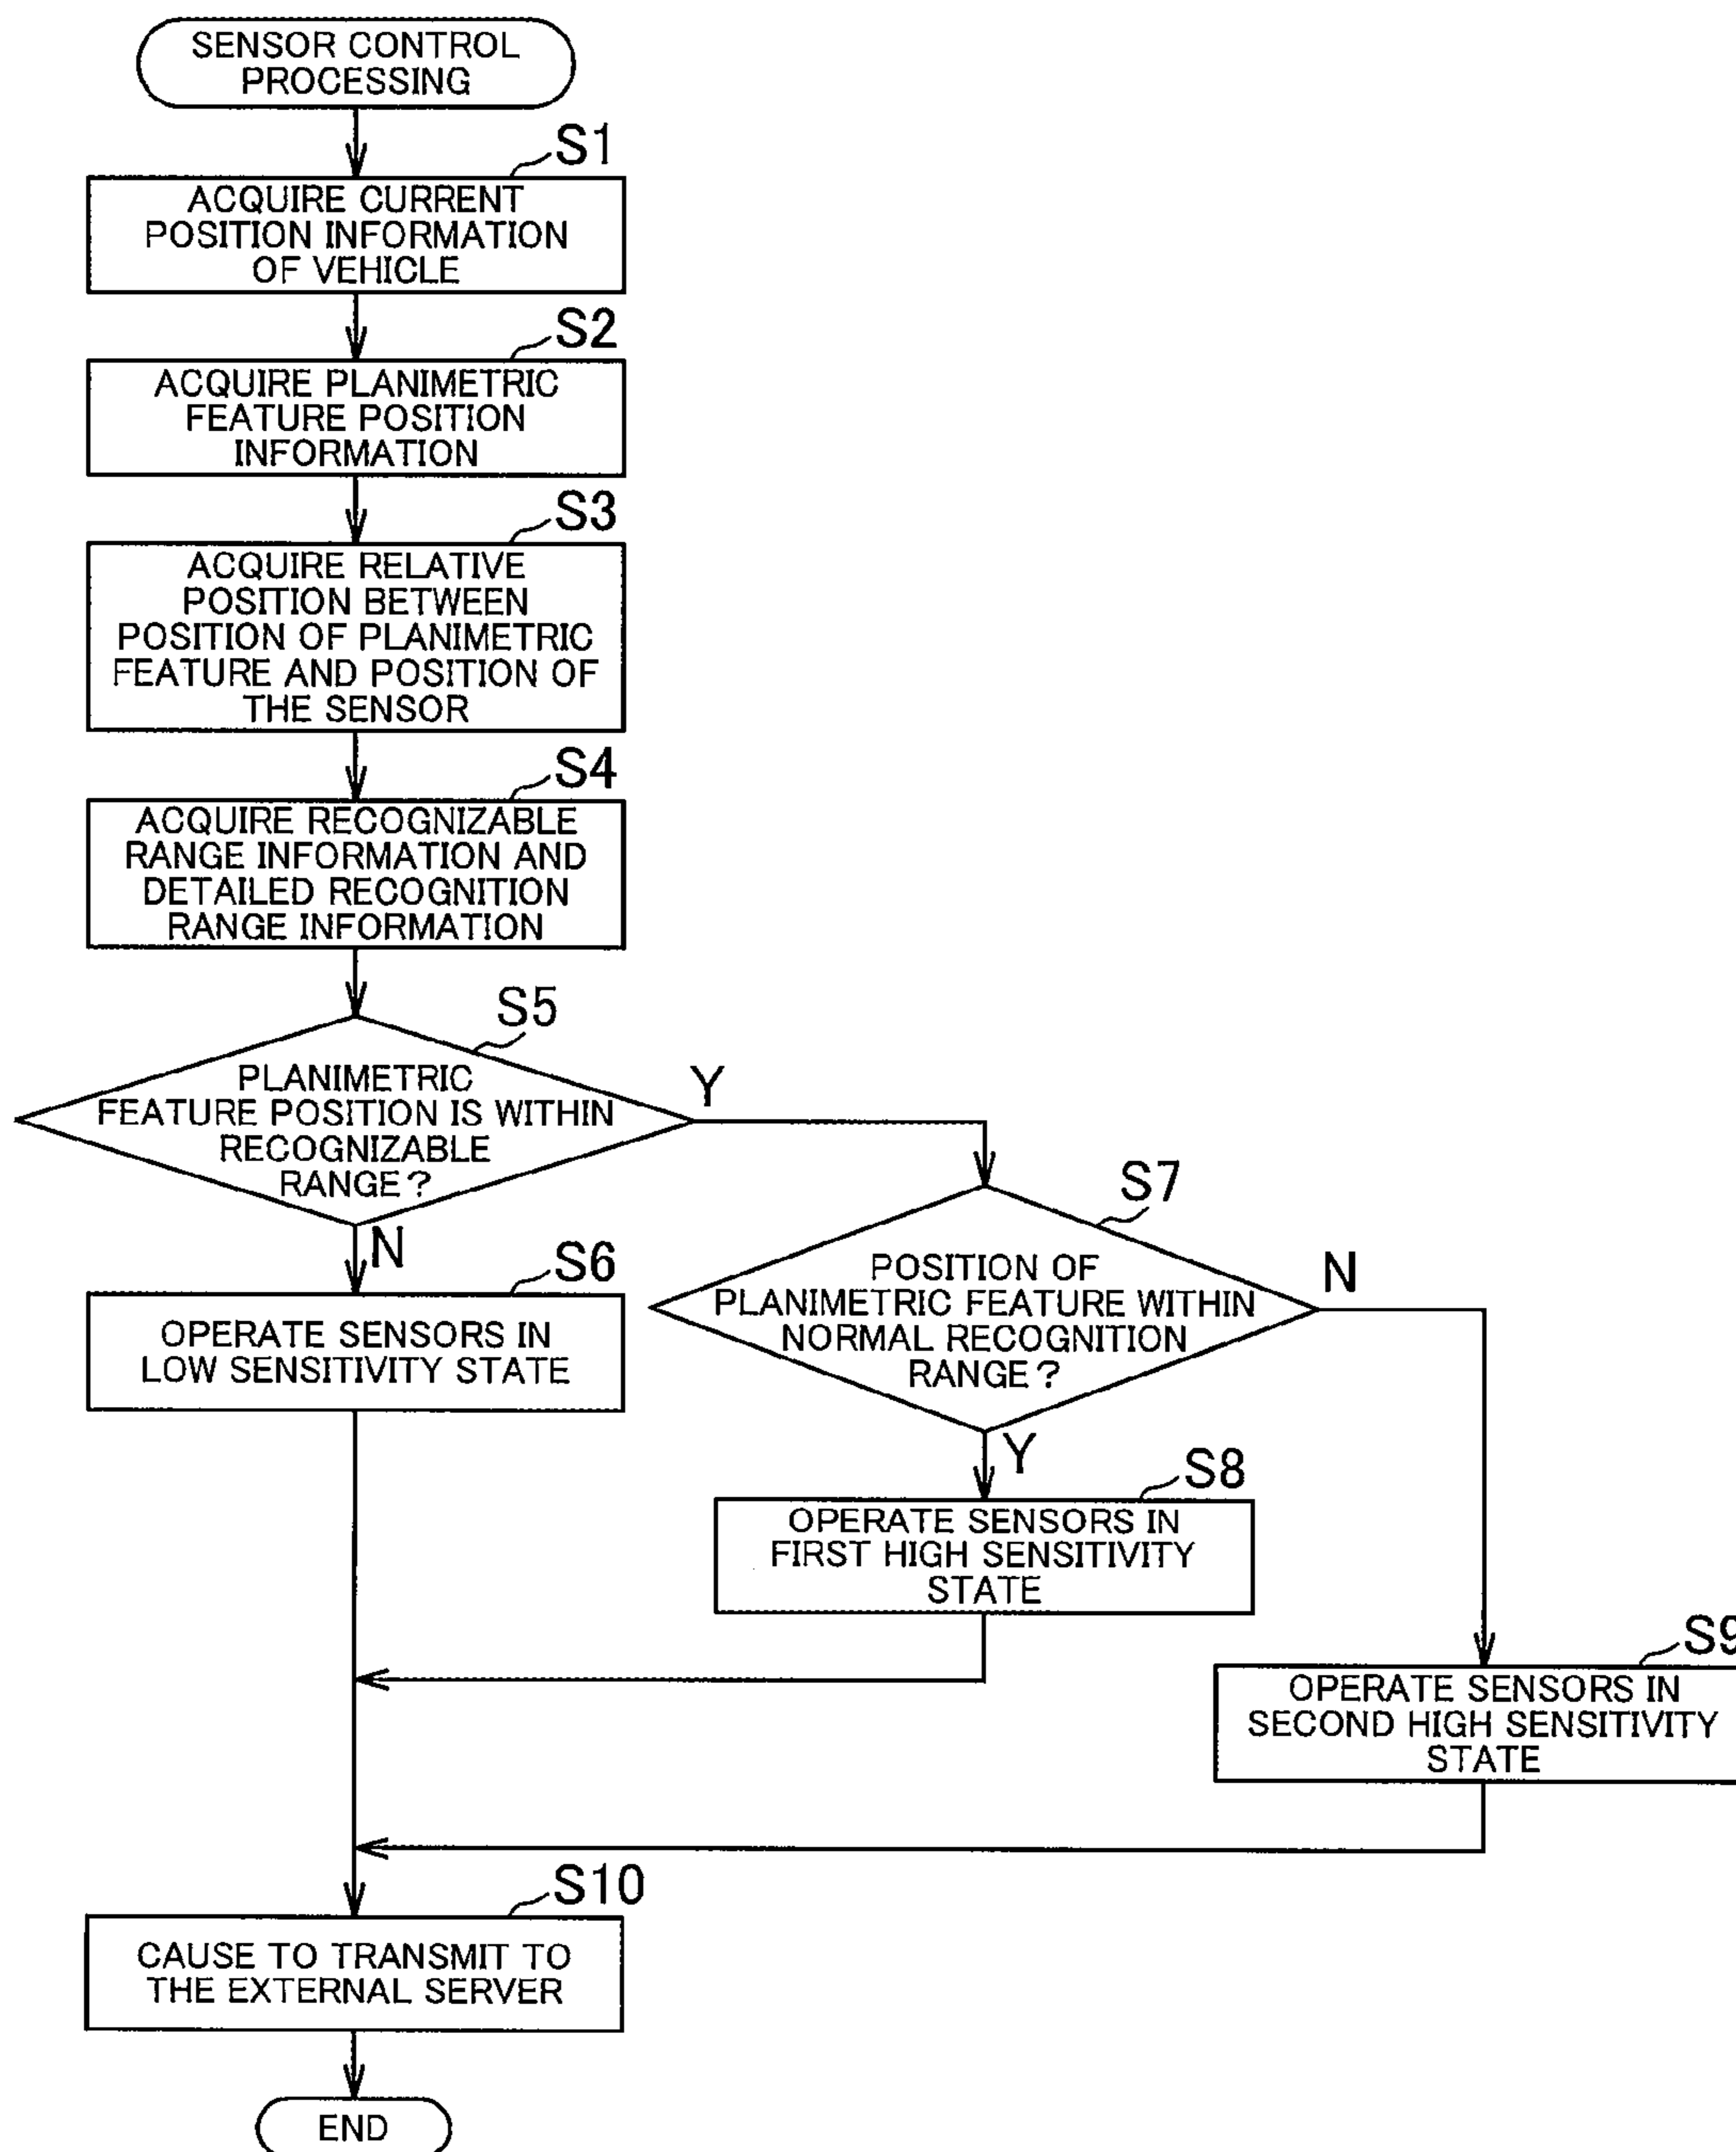 SENSOR CONTROL
PROCESSING
S1
ACQUIRE CURRENT
POSITION INFORMATION
OF VEHICLE
S2
ACQUIRE PLANIMETRIC
FEATURE POSITION
INFORMATION
S3
ACQUIRE RELATIVE
POSITION BETWEEN
POSITION OF PLANIMETRIC
FEATURE AND POSITION OF
THE SENSOR
S4
ACQUIRE RECOGNIZABLE
RANGE INFORMATION AND
DETAILED RECOGNITION
RANGE INFORMATION
S5
PLANIMETRIC
FEATURE POSITION IS WITHIN
RECOGNIZABLE
RANGE?
Y
N
S6
OPERATE SENSORS IN
LOW SENSITIVITY STATE
S7
POSITION OF
PLANIMETRIC FEATURE WITHIN
NORMAL RECOGNITION
RANGE?
N
Y
S8
OPERATE SENSORS IN
FIRST HIGH SENSITIVITY
STATE
S9
OPERATE SENSORS IN
SECOND HIGH SENSITIVITY
STATE
S10
CAUSE TO TRANSMIT TO
THE EXTERNAL SERVER
END